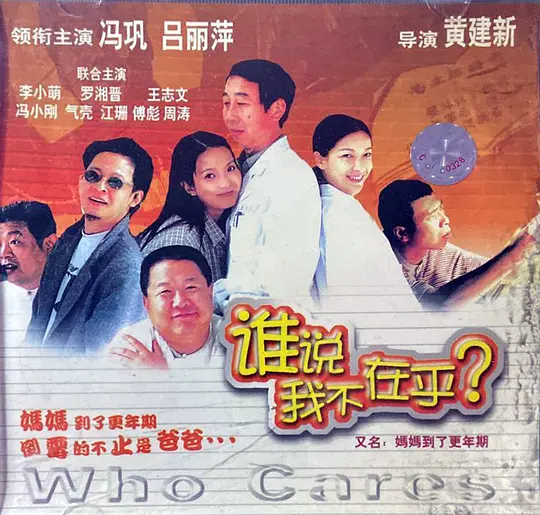 领衔主演 冯巩 吕丽萍
导演 黄建新
联合主演
李小萌 罗湘晋 王志文
冯小刚 气壳 江珊 傅彪 周涛
0328
谁说
我不在乎?
媽媽到了更年期
倒霉的不止是爸爸...
又名:媽媽到了更年期
Who Cares